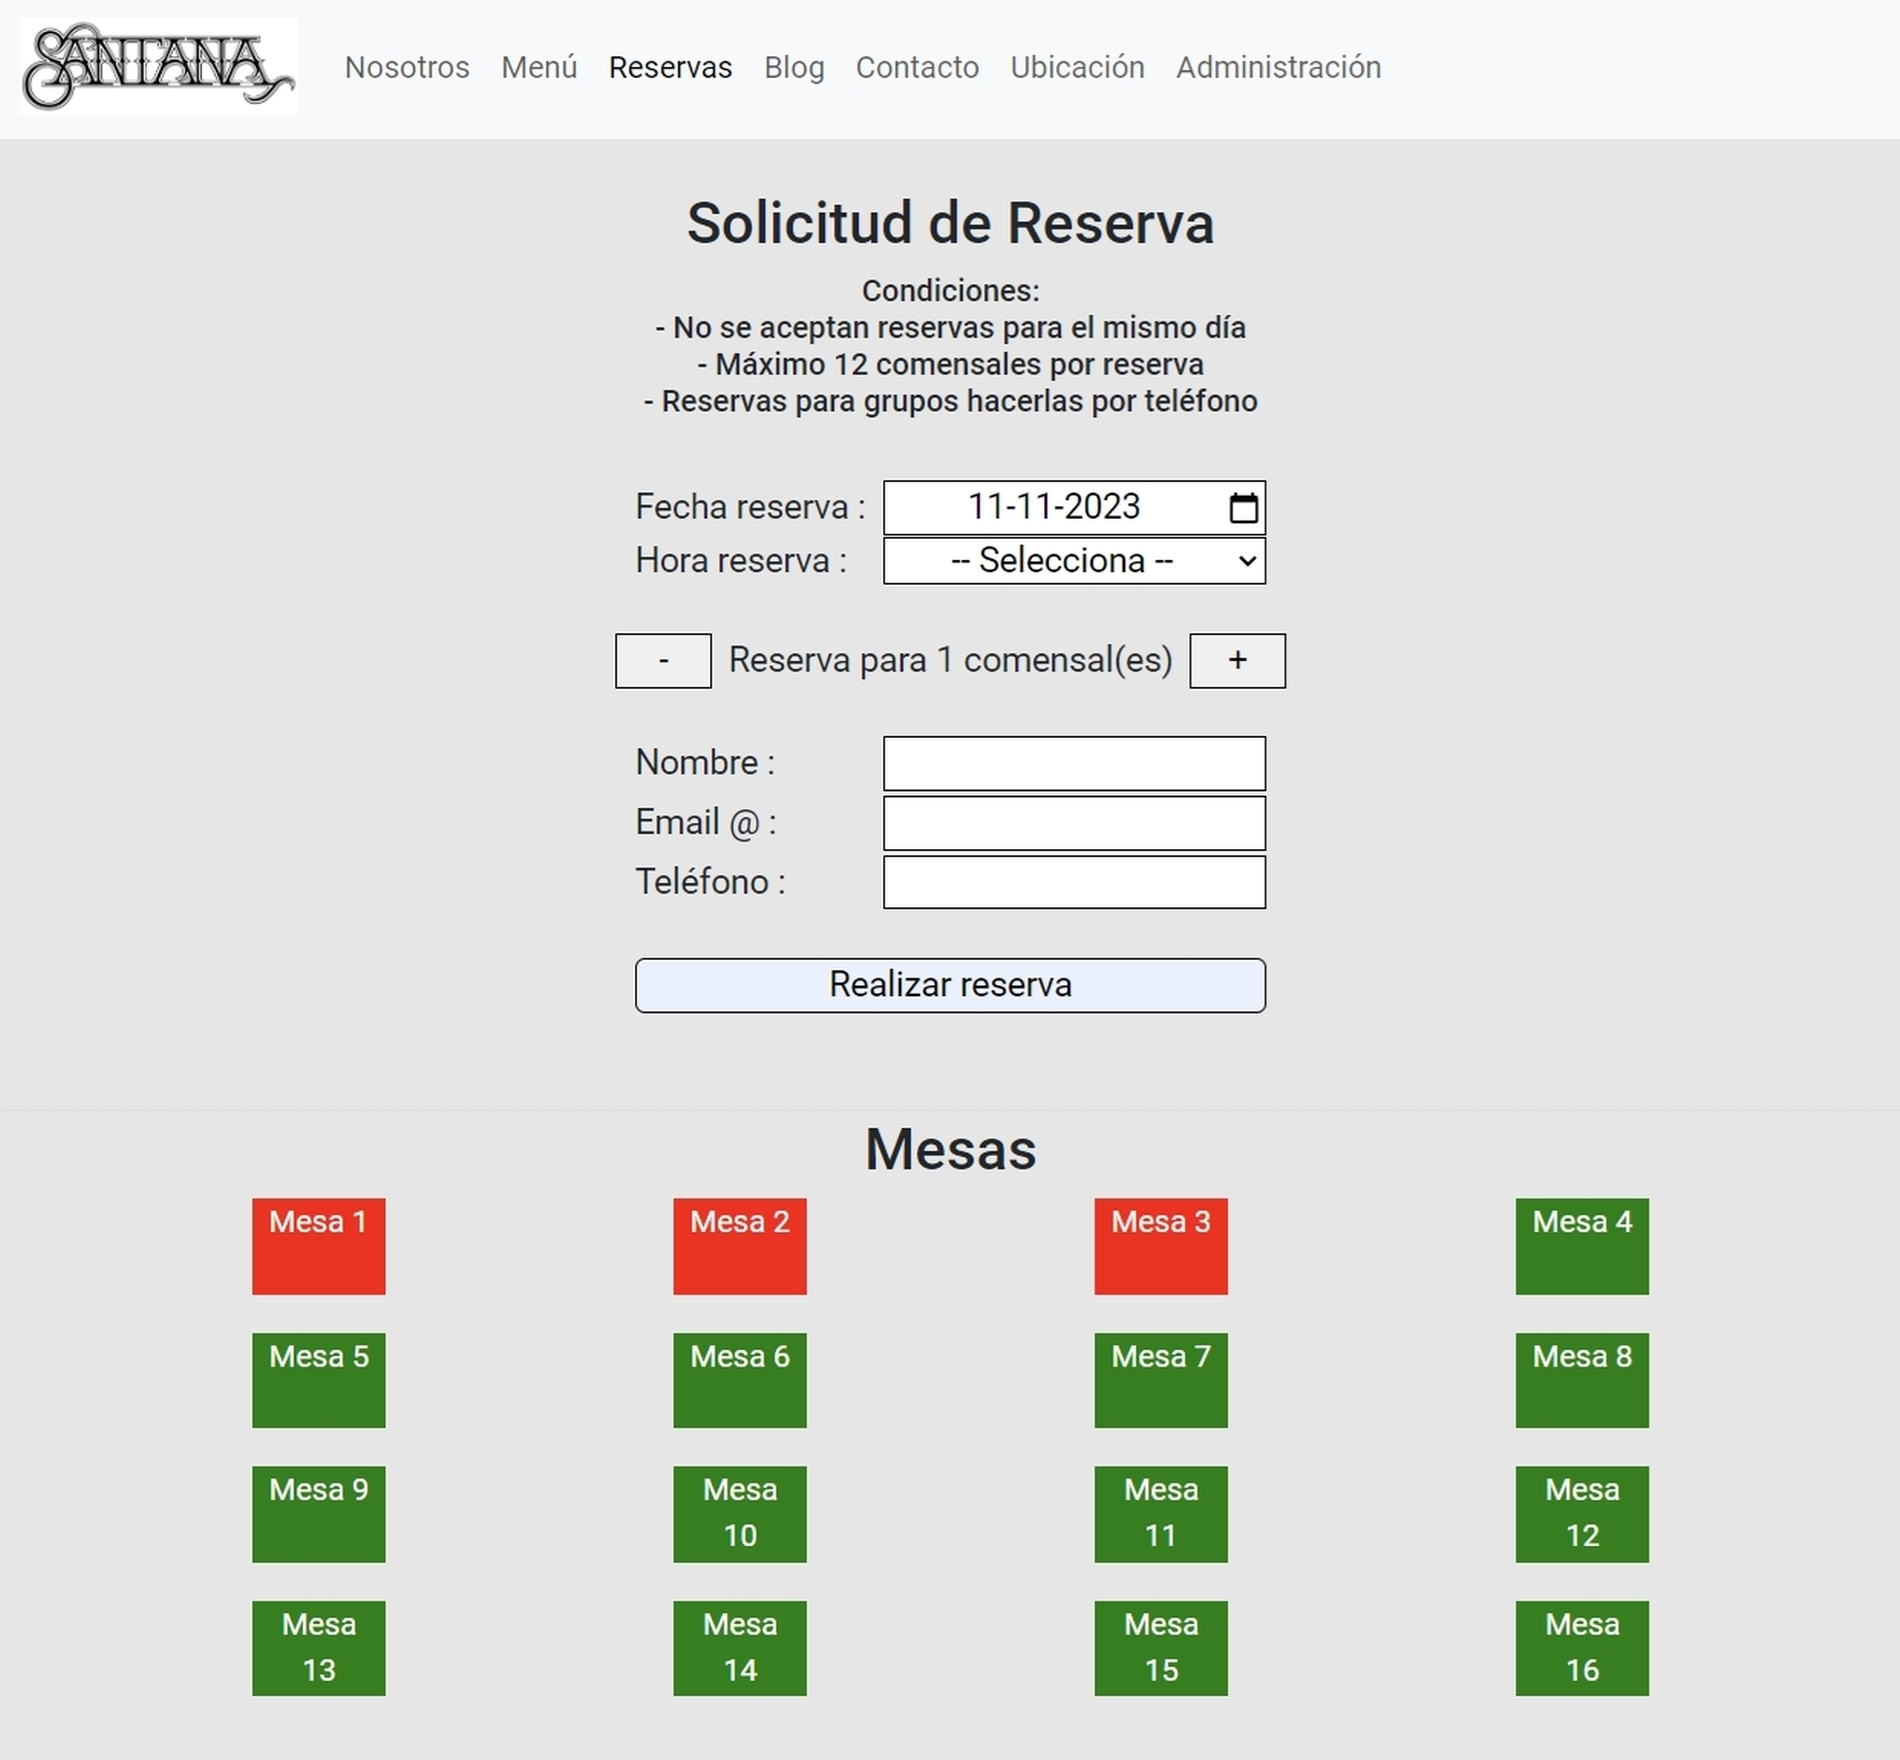 SANTANA
Nosotros Menú Reservas Blog Contacto Ubicación Administración
Solicitud de Reserva
Condiciones:
- No se aceptan reservas para el mismo día
- Máximo 12 comensales por reserva
- Reservas para grupos hacerlas por teléfono
Fecha reserva : 11-11-2023
Hora reserva : -- Selecciona --
- Reserva para 1 comensal(es) +
Nombre :
Email @ :
Teléfono :
Realizar reserva
Mesas
Mesa 1 Mesa 2 Mesa 3 Mesa 4
Mesa 5 Mesa 6 Mesa 7 Mesa 8
Mesa 9
Mesa
10
Mesa
11
Mesa
12
Mesa
13
Mesa
14
Mesa
15
Mesa
16